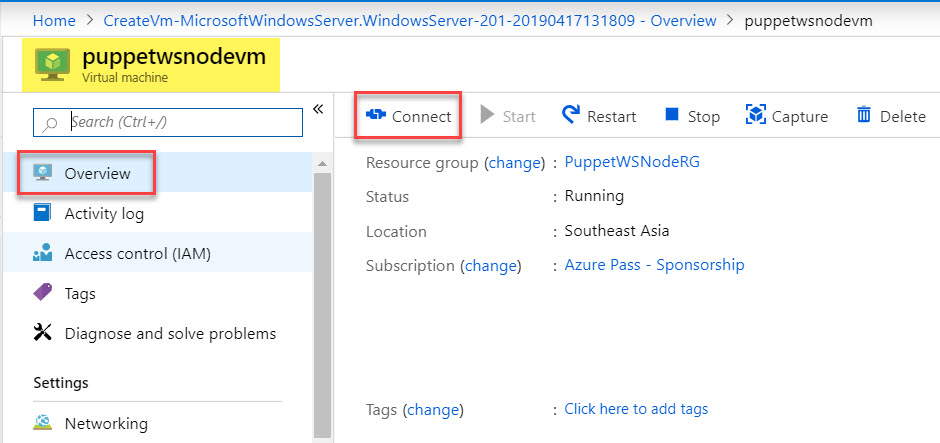 Home > CreateVm-MicrosoftWindowsServer.WindowsServer-201-20190417131809 - Overview > puppetwsnodevm
puppetwsnodevm
Virtual machine
Search (Ctrl+/)
«
Overview
Activity log
Access control (IAM)
Tags
Diagnose and solve problems
Settings
Networking
Connect Start Restart Stop Capture Delete
Resource group (change) : PuppetWSNodeRG
Status : Running
Location : Southeast Asia
Subscription (change) : Azure Pass - Sponsorship
Tags (change) : Click here to add tags